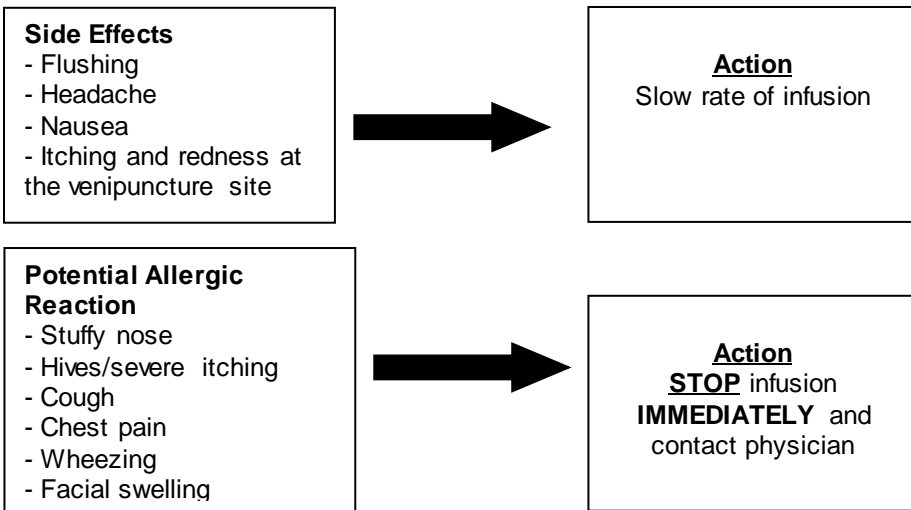 Side Effects
- Flushing
- Headache
- Nausea
- Itching and redness at
the venipuncture site
Action
Slow rate of infusion
Potential Allergic
Reaction
- Stuffy nose
- Hives/severe itching
- Cough
- Chest pain
- Wheezing
- Facial swelling
Action
STOP infusion
IMMEDIATELY and
contact physician